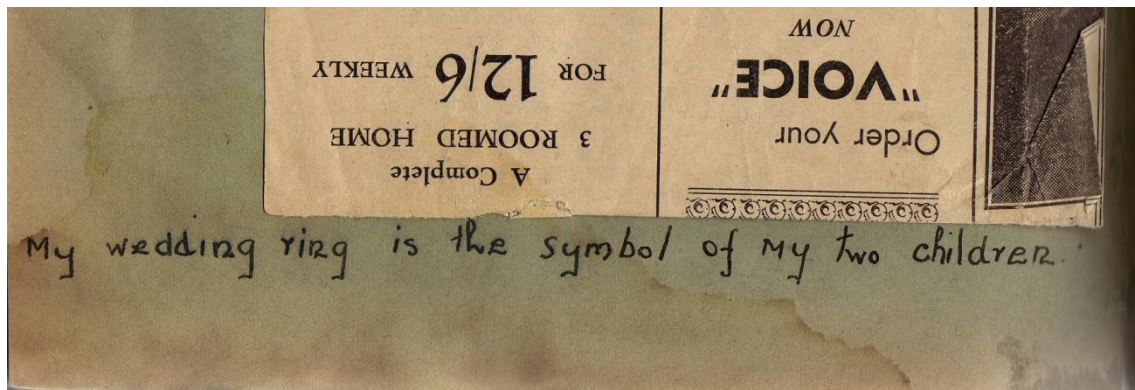 A Complete
3 ROOMED HOME
FOR 12/6 WEEKLY
Order your
"VOICE"
NOW
My wedding ring is the symbol of My two children.